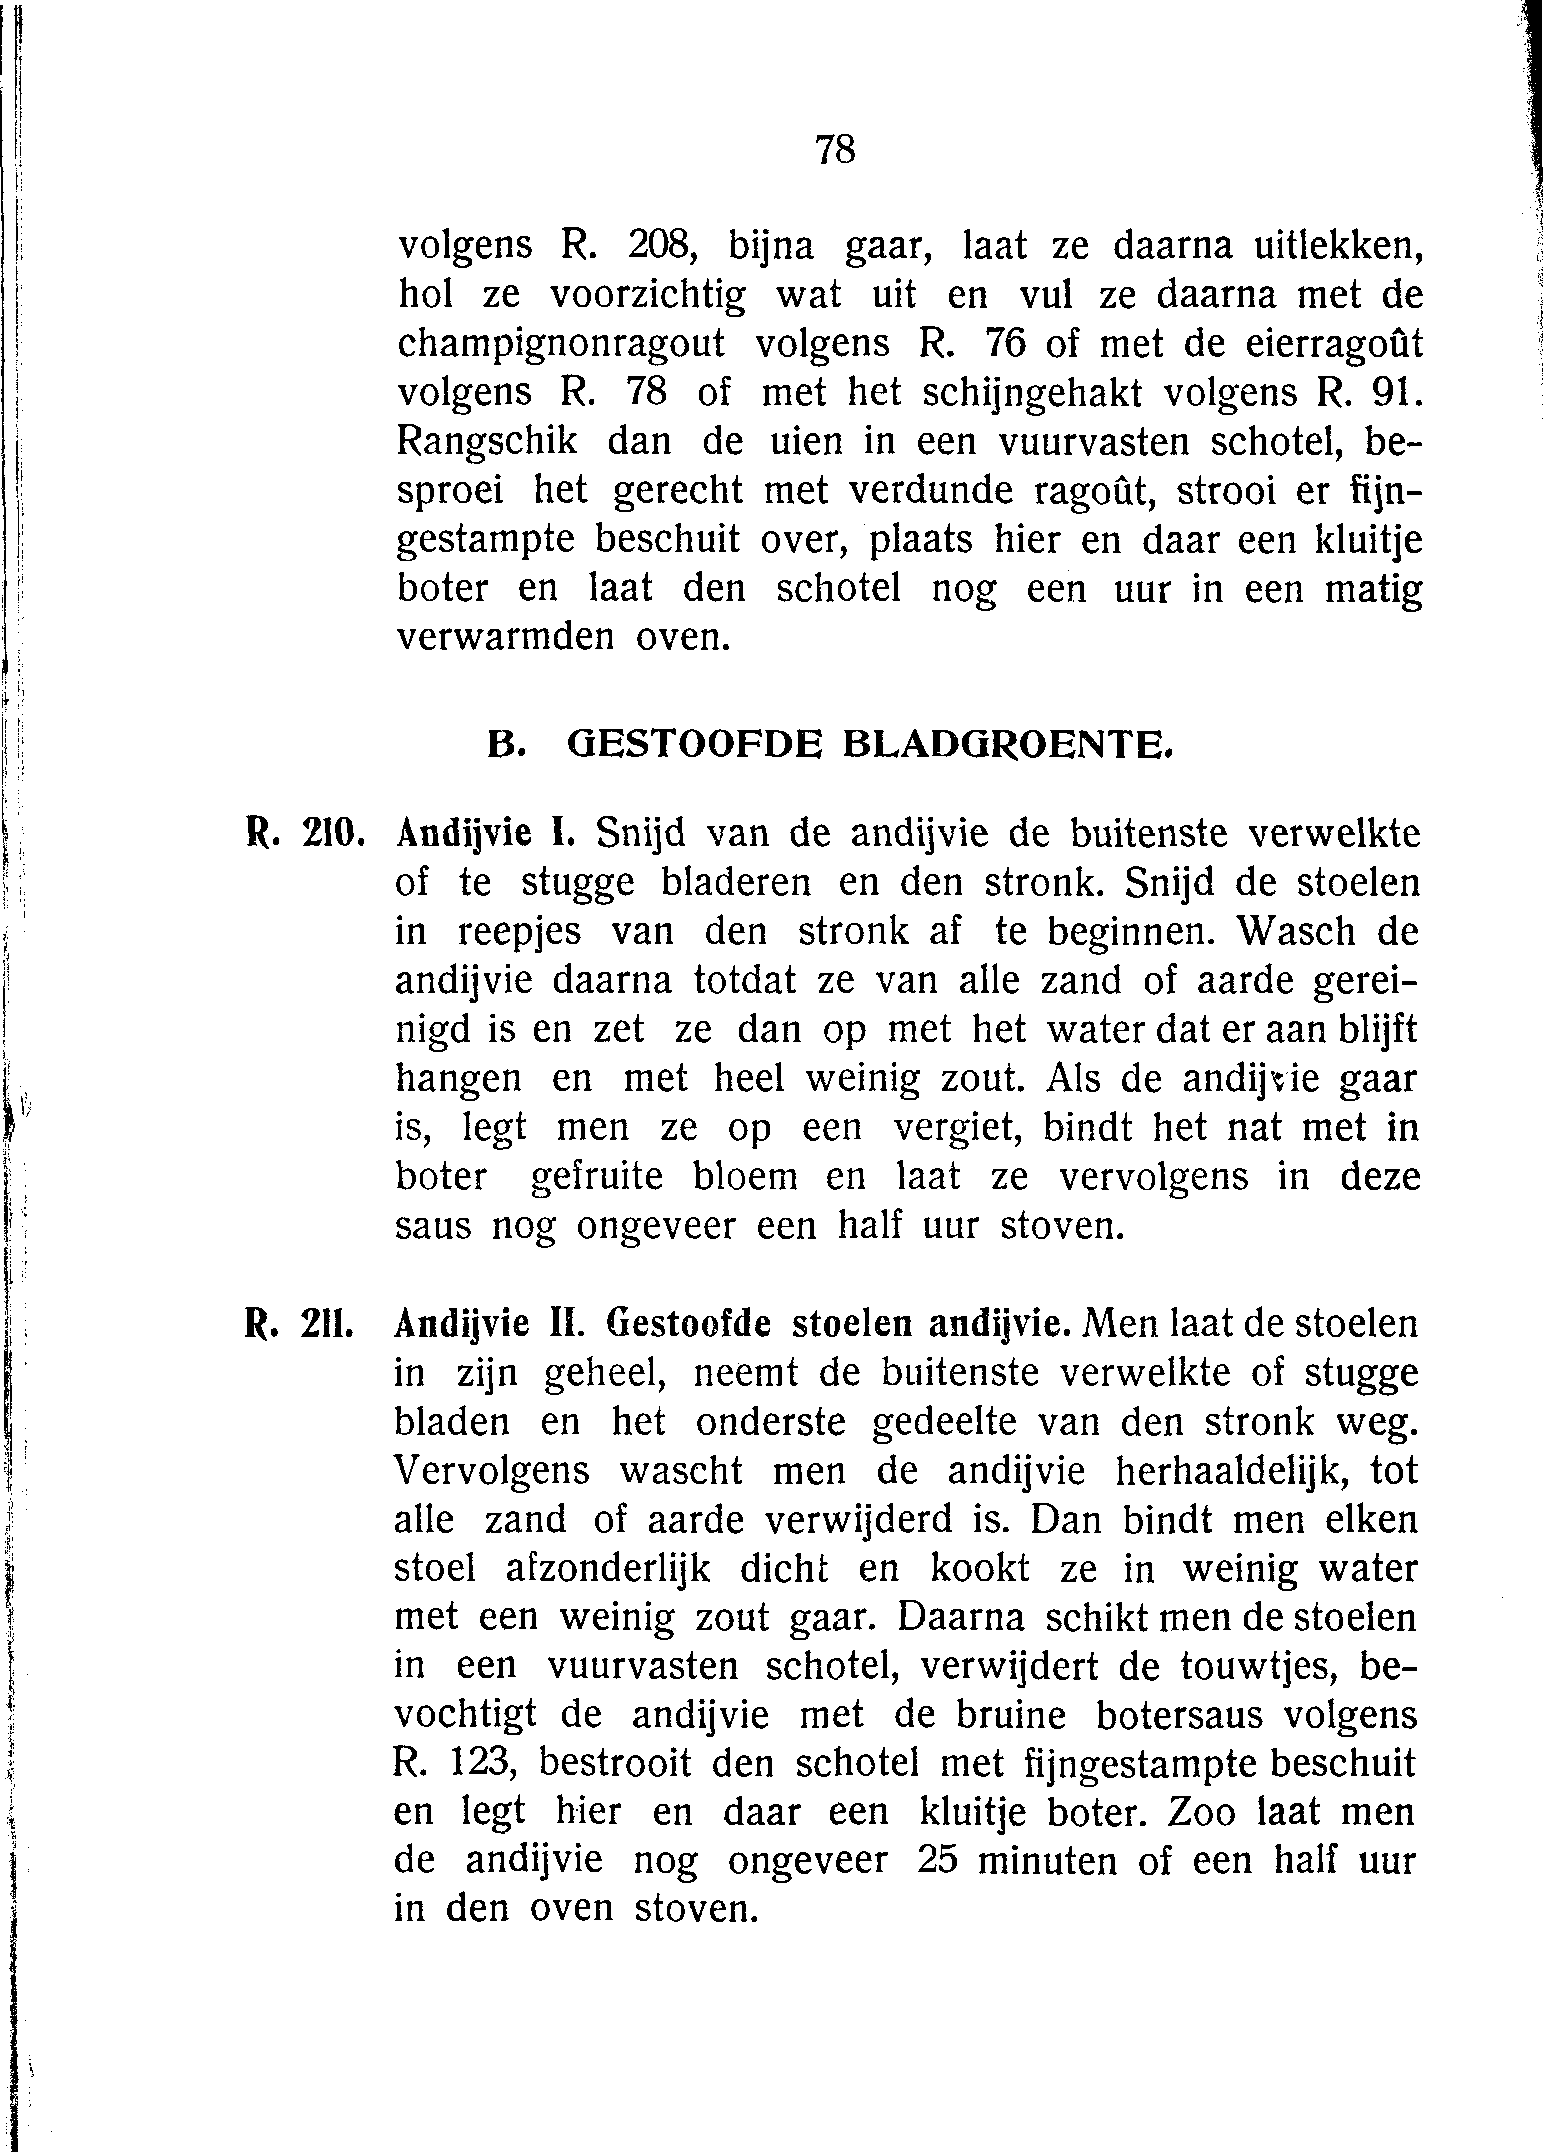 78
volgens R. 208, bijna gaar, laat ze daarna uitlekken,
hol ze voorzichtig wat uit en vul ze daarna met de
champignonragout volgens R. 76 of met de eierragoût
volgens R. 78 of met het schijngehakt volgens R. 91.
Rangschik dan de uien in een vuurvasten schotel, be-
sproei het gerecht met verdunde ragoût, strooi er fijn-
gestampte beschuit over, plaats hier en daar een kluitje
boter en laat den schotel nog een uur in een matig
verwarmden oven.
B. GESTOOFDE BLADGROENTE.
R. 210. Andijvie I. Snijd van de andijvie de buitenste verwelkte
of te stugge bladeren en den stronk. Snijd de stoelen
in reepjes van den stronk af te beginnen. Wasch de
andijvie daarna totdat ze van alle zand of aarde gerei-
nigd is en zet ze dan op met het water dat er aan blijft
hangen en met heel weinig zout. Als de andijvie gaar
is, legt men ze op een vergiet, bindt het nat met in
boter gefruite bloem en laat ze vervolgens in deze
saus nog ongeveer een half uur stoven.
R. 211. Andijvie II. Gestoofde stoelen andijvie. Men laat de stoelen
in zijn geheel, neemt de buitenste verwelkte of stugge
bladen en het onderste gedeelte van den stronk weg.
Vervolgens wascht men de andijvie herhaaldelijk, tot
alle zand of aarde verwijderd is. Dan bindt men elken
stoel afzonderlijk dicht en kookt ze in weinig water
met een weinig zout gaar. Daarna schikt men de stoelen
in een vuurvasten schotel, verwijdert de touwtjes, be-
vochtigt de andijvie met de bruine botersaus volgens
R. 123, bestrooit den schotel met fijngestampte beschuit
en legt hier en daar een kluitje boter. Zoo laat men
de andijvie nog ongeveer 25 minuten of een half uur
in den oven stoven.